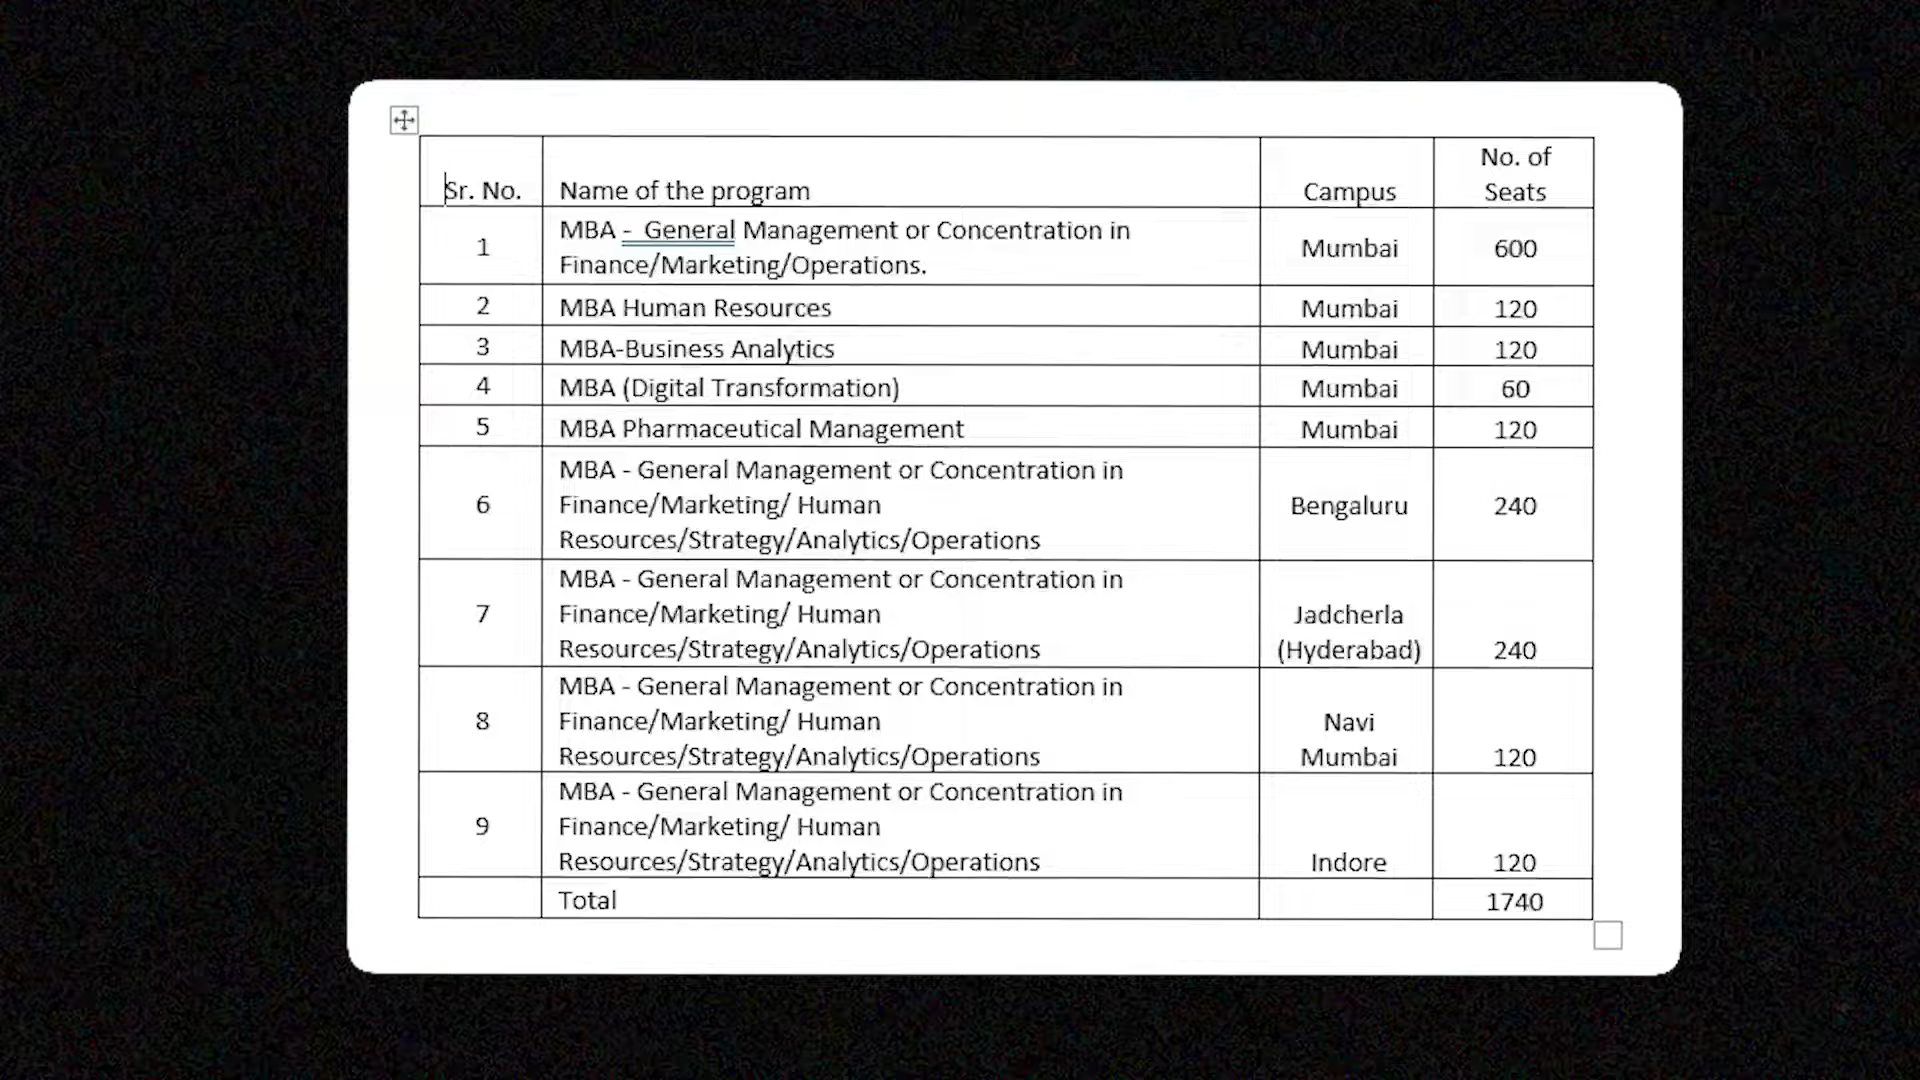 No. of
Sr. No. Name of the program Campus Seats
1 MBA - General Management or Concentration in
Finance/Marketing/Operations. Mumbai 600
2 MBA Human Resources Mumbai 120
3 MBA-Business Analytics Mumbai 120
4 MBA (Digital Transformation) Mumbai 60
5 MBA Pharmaceutical Management Mumbai 120
MBA - General Management or Concentration in
6 Finance/Marketing/ Human Bengaluru 240
Resources/Strategy/Analytics/Operations
MBA - General Management or Concentration in
7 Finance/Marketing/ Human Jadcherla
Resources/Strategy/Analytics/Operations (Hyderabad) 240
MBA - General Management or Concentration in
8 Finance/Marketing/ Human Navi
Resources/Strategy/Analytics/Operations Mumbai 120
MBA - General Management or Concentration in
9 Finance/Marketing/ Human
Resources/Strategy/Analytics/Operations Indore 120
Total 1740